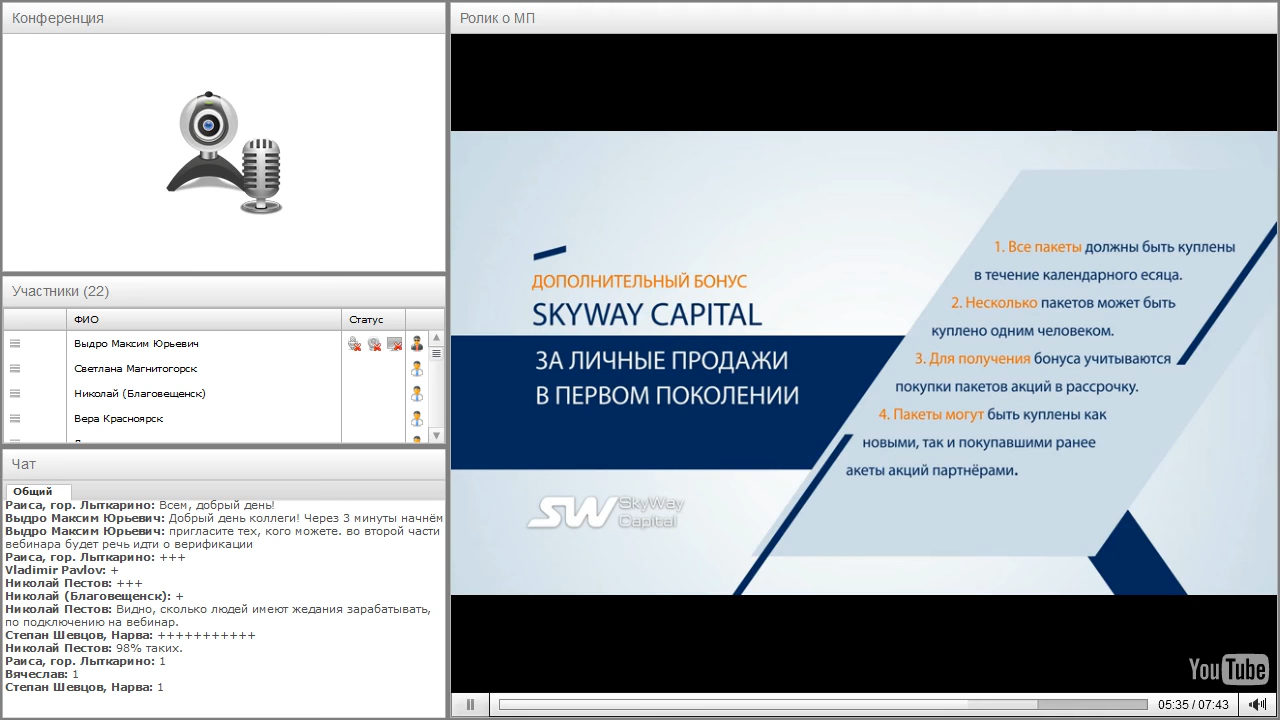 Конференция
Участники (22)
ФИО
Статус
Выдро Максим Юрьевич
Светлана Магнитогорск
Николай (Благовещенск)
Вера Красноярск
Чат
Общий
Раиса, гор. Лыткарино: Всем, добрый день!
Выдро Максим Юрьевич: Добрый день коллеги! Через 3 минуты начнём
Выдро Максим Юрьевич: пригласите тех, кого можете. во второй части
вебинара будет речь идти о верификации
Раиса, гор. Лыткарино: +++
Vladimir Pavlov: +
Николай Пестов: +++
Николай (Благовещенск): +
Николай Пестов: Видно, сколько людей имеют жедания зарабатывать,
по подключению на вебинар.
Степан Шевцов, Нарва: +++++++++++
Николай Пестов: 98% таких.
Раиса, гор. Лыткарино: 1
Вячеслав: 1
Степан Шевцов, Нарва: 1
Ролик о МП
ДОПОЛНИТЕЛЬНЫЙ БОНУС
SKYWAY CAPITAL
ЗА ЛИЧНЫЕ ПРОДАЖИ
В ПЕРВОМ ПОКОЛЕНИИ
SW SkyWay
Capital
1. Все пакеты должны быть куплены
в течение календарного есяца.
2. Несколько пакетов может быть
куплено одним человеком.
3. Для получения бонуса учитываются
покупки пакетов акций в рассрочку.
4. Пакеты могут быть куплены как
новыми, так и покупавшими ранее
акеты акций партнёрами.
YouTube
05:35 / 07:43